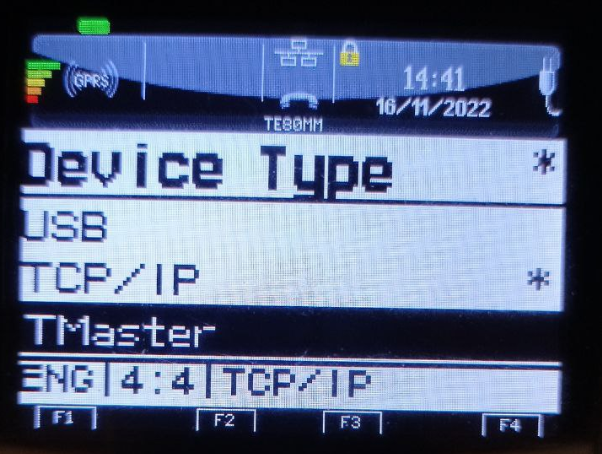 GPRS
14:41
16/11/2022
TE80MM
Device Type *
USB
TCP/IP *
TMaster
ENG|4:4|TCP/IP
F1 F2 F3 F4